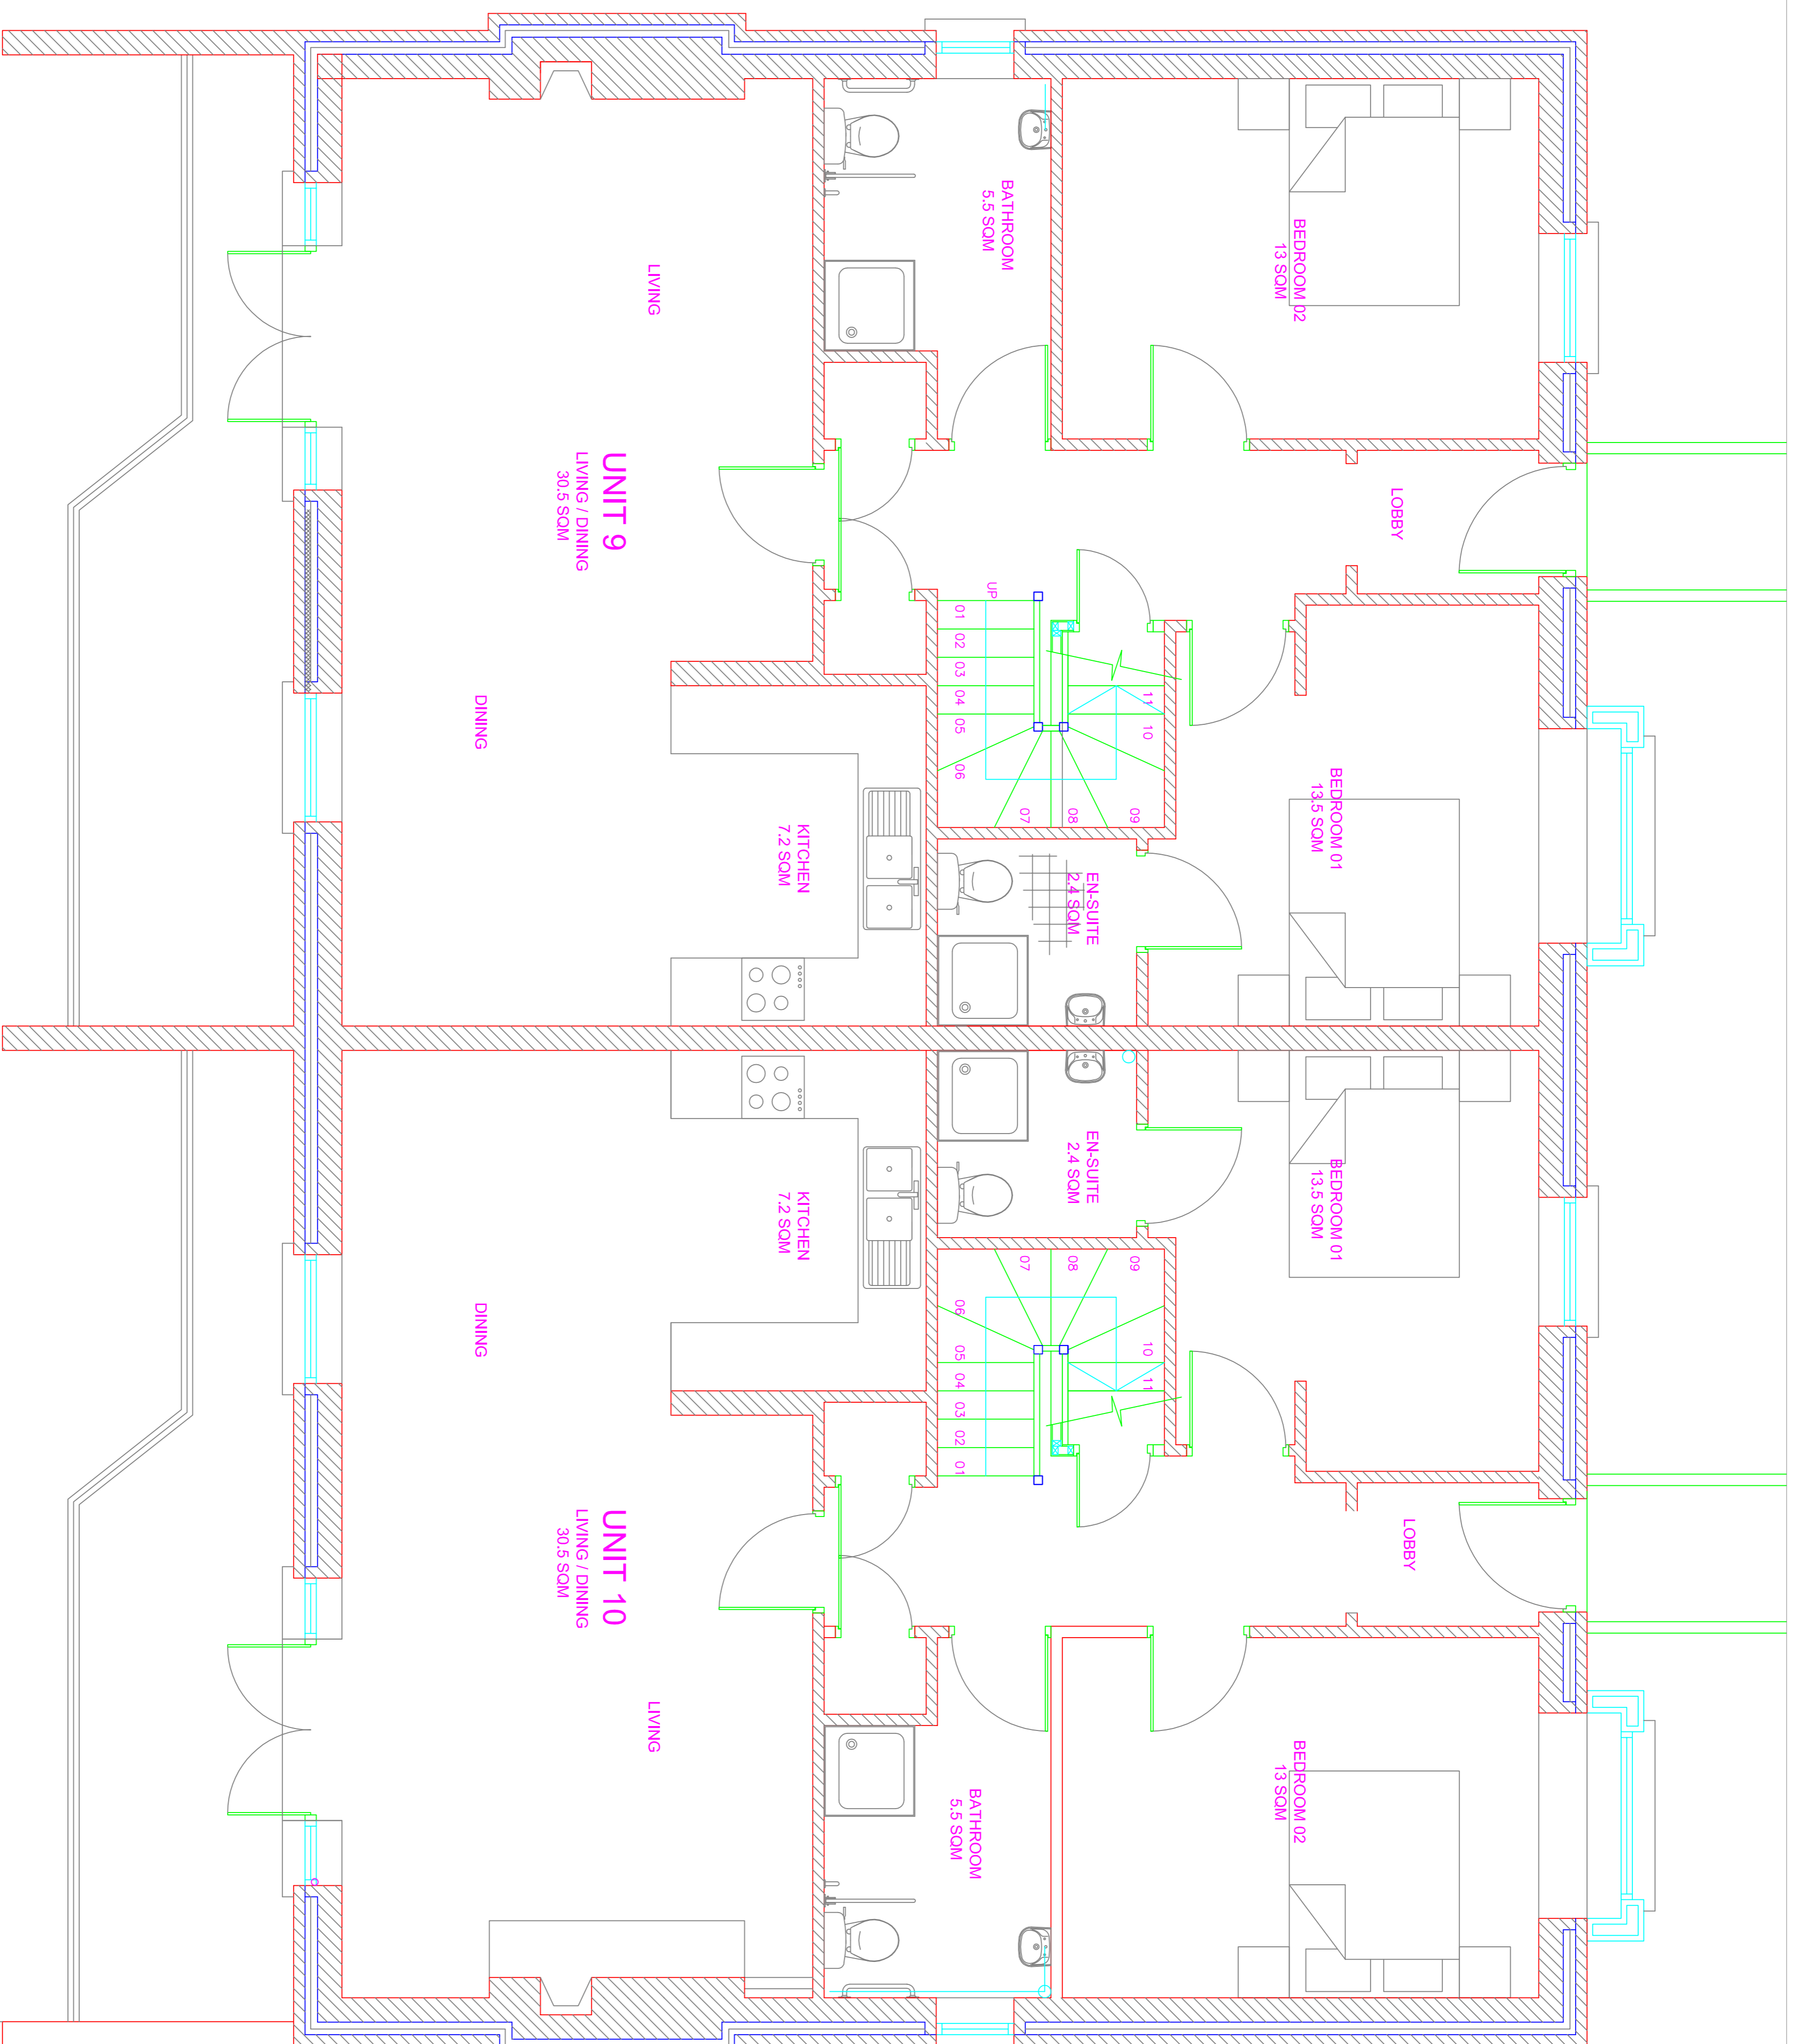 BEDROOM 02
13 SQM
LOBBY
BEDROOM 01
13.5 SQM
BATHROOM
5.5 SQM
UP
01
02
03
04
05
06
07
08
09
10
11
EN-SUITE
2.4 SQM
LIVING
UNIT 9
LIVING / DINING
30.5 SQM
DINING
KITCHEN
7.2 SQM
BEDROOM 01
13.5 SQM
LOBBY
BEDROOM 02
13 SQM
EN-SUITE
2.4 SQM
09
08
07
06
05
04
03
02
01
10
11
BATHROOM
5.5 SQM
KITCHEN
7.2 SQM
DINING
UNIT 10
LIVING / DINING
30.5 SQM
LIVING